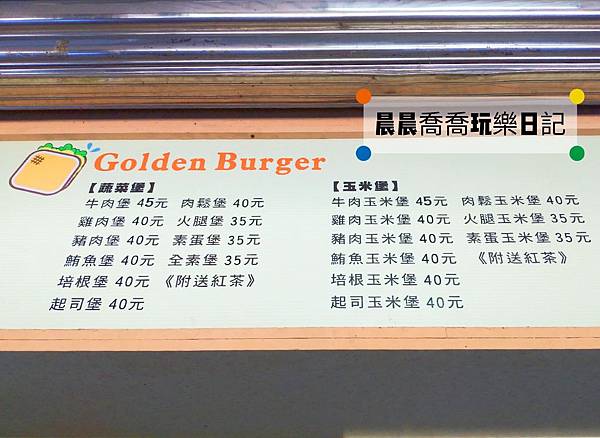 晨晨喬喬玩樂日記
Golden Burger
【蔬菜堡】
牛肉堡 45元 肉鬆堡 40元
雞肉堡 40元 火腿堡 35元
豬肉堡 40元 素蛋堡 35元
鮪魚堡 40元 全素堡 35元
培根堡 40元 《附送紅茶》
起司堡 40元
【玉米堡】
牛肉玉米堡 45元 肉鬆玉米堡 40元
雞肉玉米堡 40元 火腿玉米堡 35元
豬肉玉米堡 40元 素蛋玉米堡 35元
鮪魚玉米堡 40元 《附送紅茶》
培根玉米堡 40元
起司玉米堡 40元